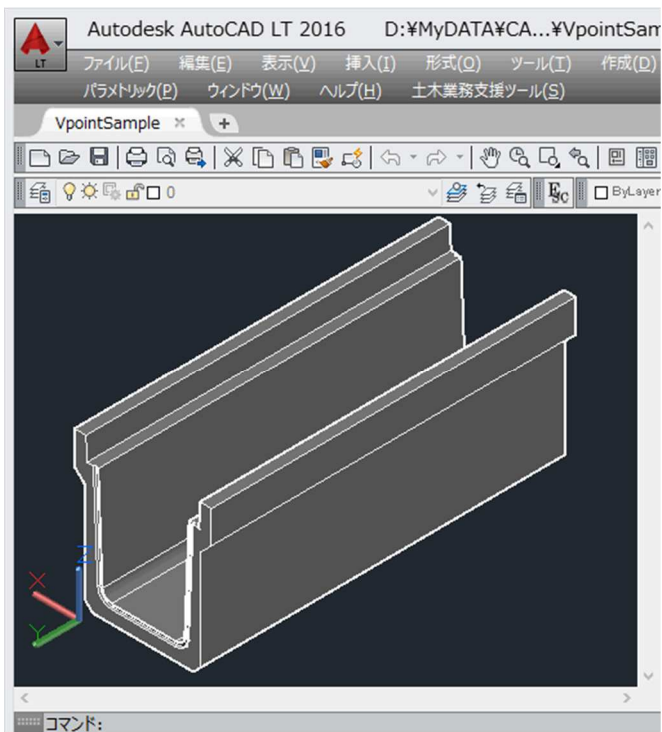 Autodesk AutoCAD LT 2016 D:¥MyDATA¥CA...¥VpointSam
LT
ファイル(F) 編集(E) 表示(V) 挿入(I) 形式(O) ツール(T) 作成(D)
パラメトリック(P) ウィンドウ(W) ヘルプ(H) 土木業務支援ツール(S)
VpointSample × +
0 Esc ByLayer
Z
X
Y
コマンド: